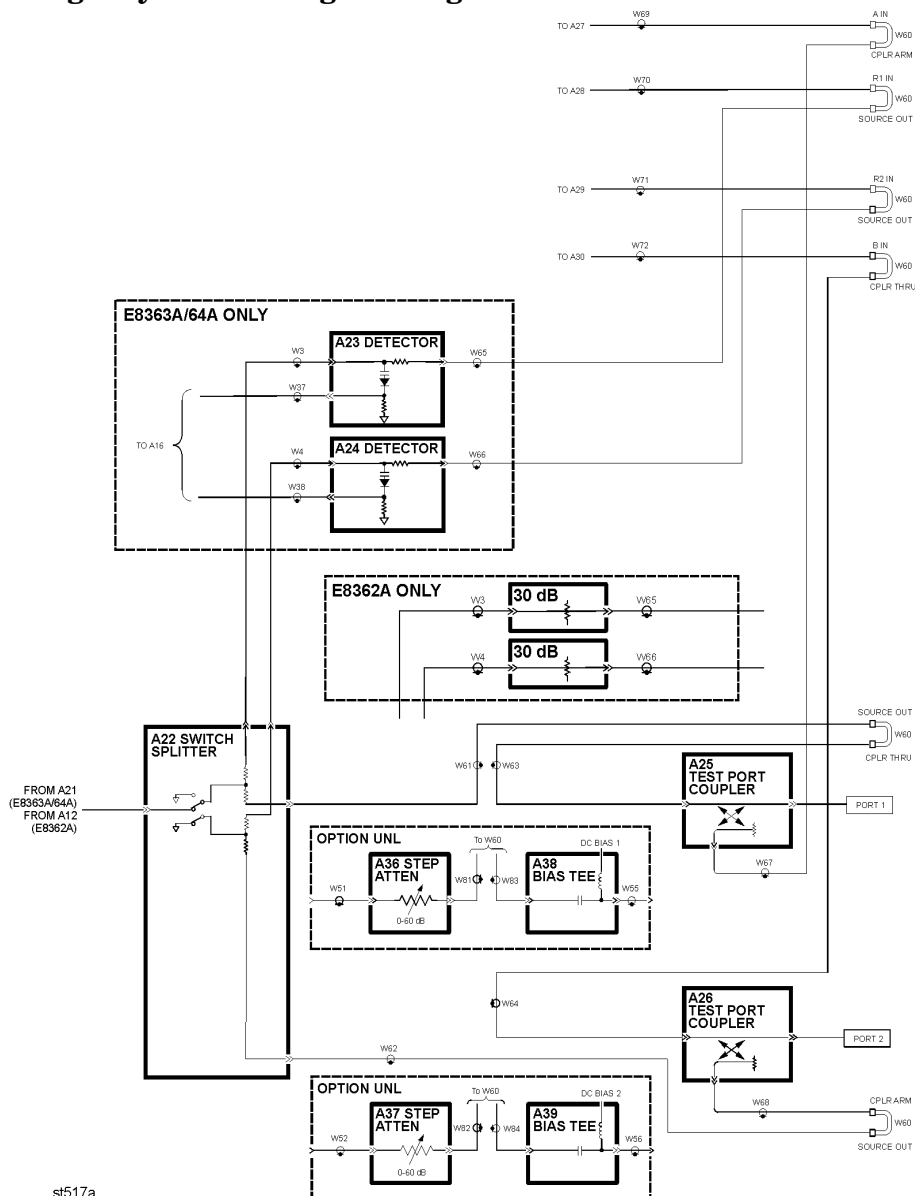 W69
A IN
TO A27
W60
CPLR ARM
W70
R1 IN
TO A28
W60
SOURCE OUT
W71
R2 IN
TO A29
W60
SOURCE OUT
W72
B IN
TO A30
W60
CPLR THRU
E8363A/64A ONLY
A23 DETECTOR
W3
W65
W37
TO A16
A24 DETECTOR
W4
W66
W38
E8362A ONLY
30 dB
W3
W65
30 dB
W4
W66
SOURCE OUT
W60
CPLR THRU
A22 SWITCH
SPLITTER
W61
W63
A25
TEST PORT
COUPLER
FROM A21
(E8363A/64A)
FROM A12
(E8362A)
PORT 1
OPTION UNL
To W60
DC BIAS 1
A36 STEP
ATTEN
A38
BIAS TEE
W67
W51
W81
W83
W55
0-60 dB
W64
A26
TEST PORT
COUPLER
PORT 2
W62
OPTION UNL
To W60
DC BIAS 2
W68
CPLR ARM
W60
SOURCE OUT
A37 STEP
ATTEN
A39
BIAS TEE
W52
W82
W84
W56
0-60 dB
st517a